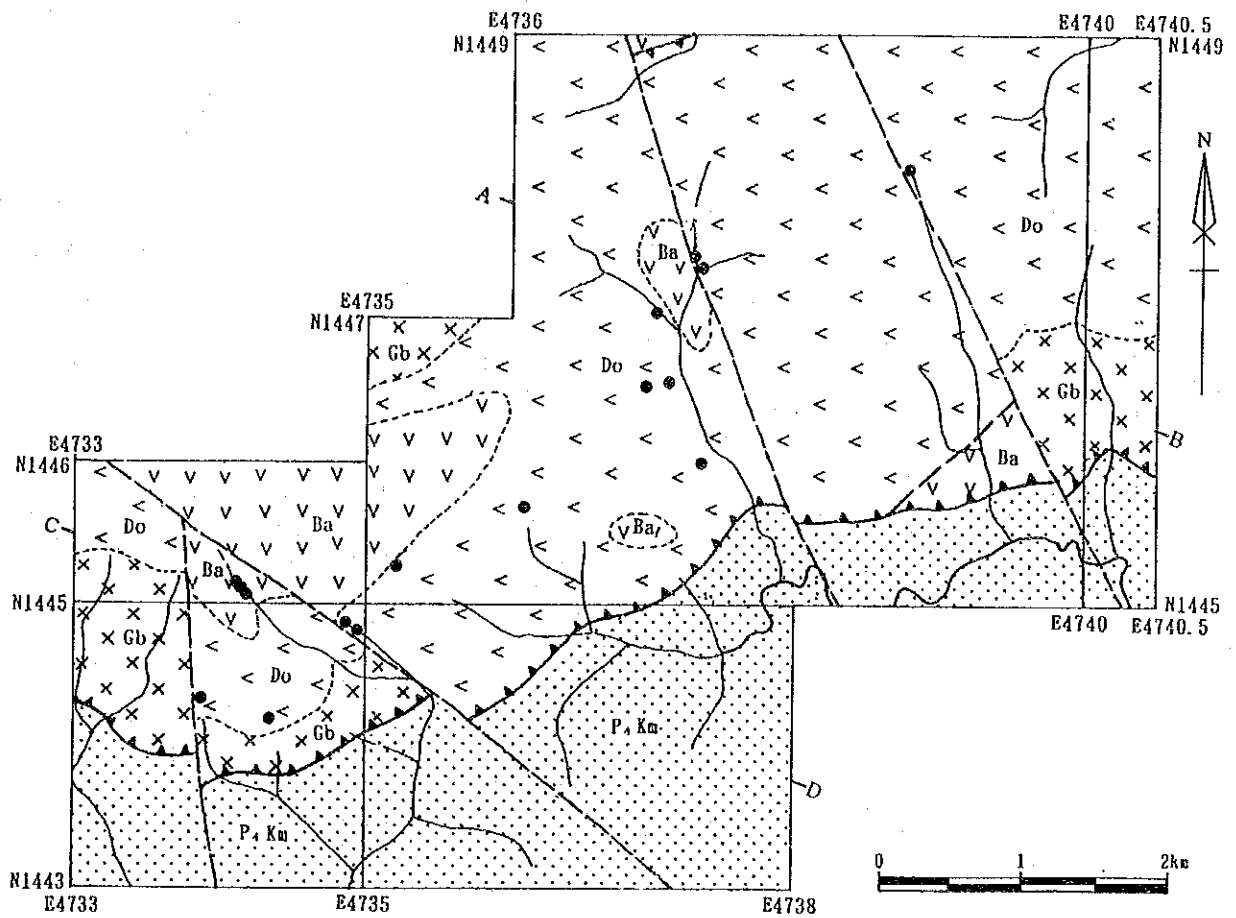 E4736
E4740 E4740.5
N1449
N1449
N
A
Do
Ba
E4735
N1447
Gb
Do
Gb
B
E4733
N1446
Ba
C
Do
Ba
Ba
Ba
N1445
N1445
E4740 E4740.5
Gb
Do
P₄ Km
Gb
D
P₄ Km
0 1 2km
N1443
E4733
E4735
E4738